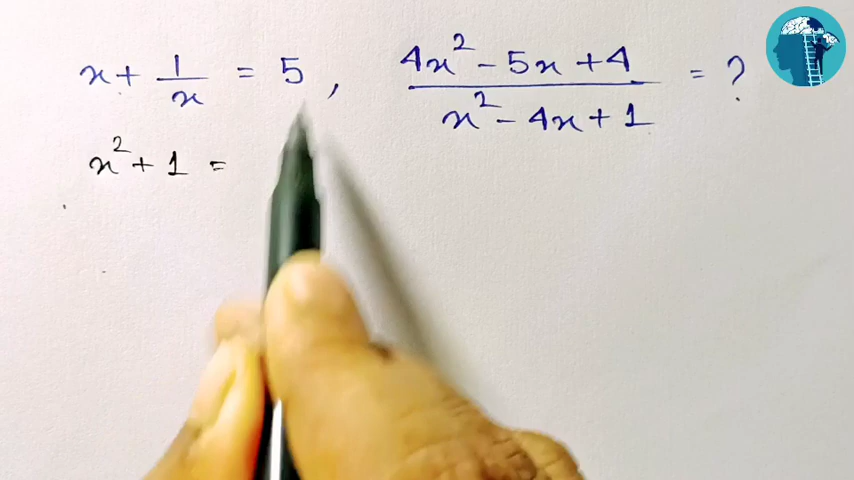 x + 1/x = 5 , (4x² - 5x + 4)/(x² - 4x + 1) = ?
x² + 1 =